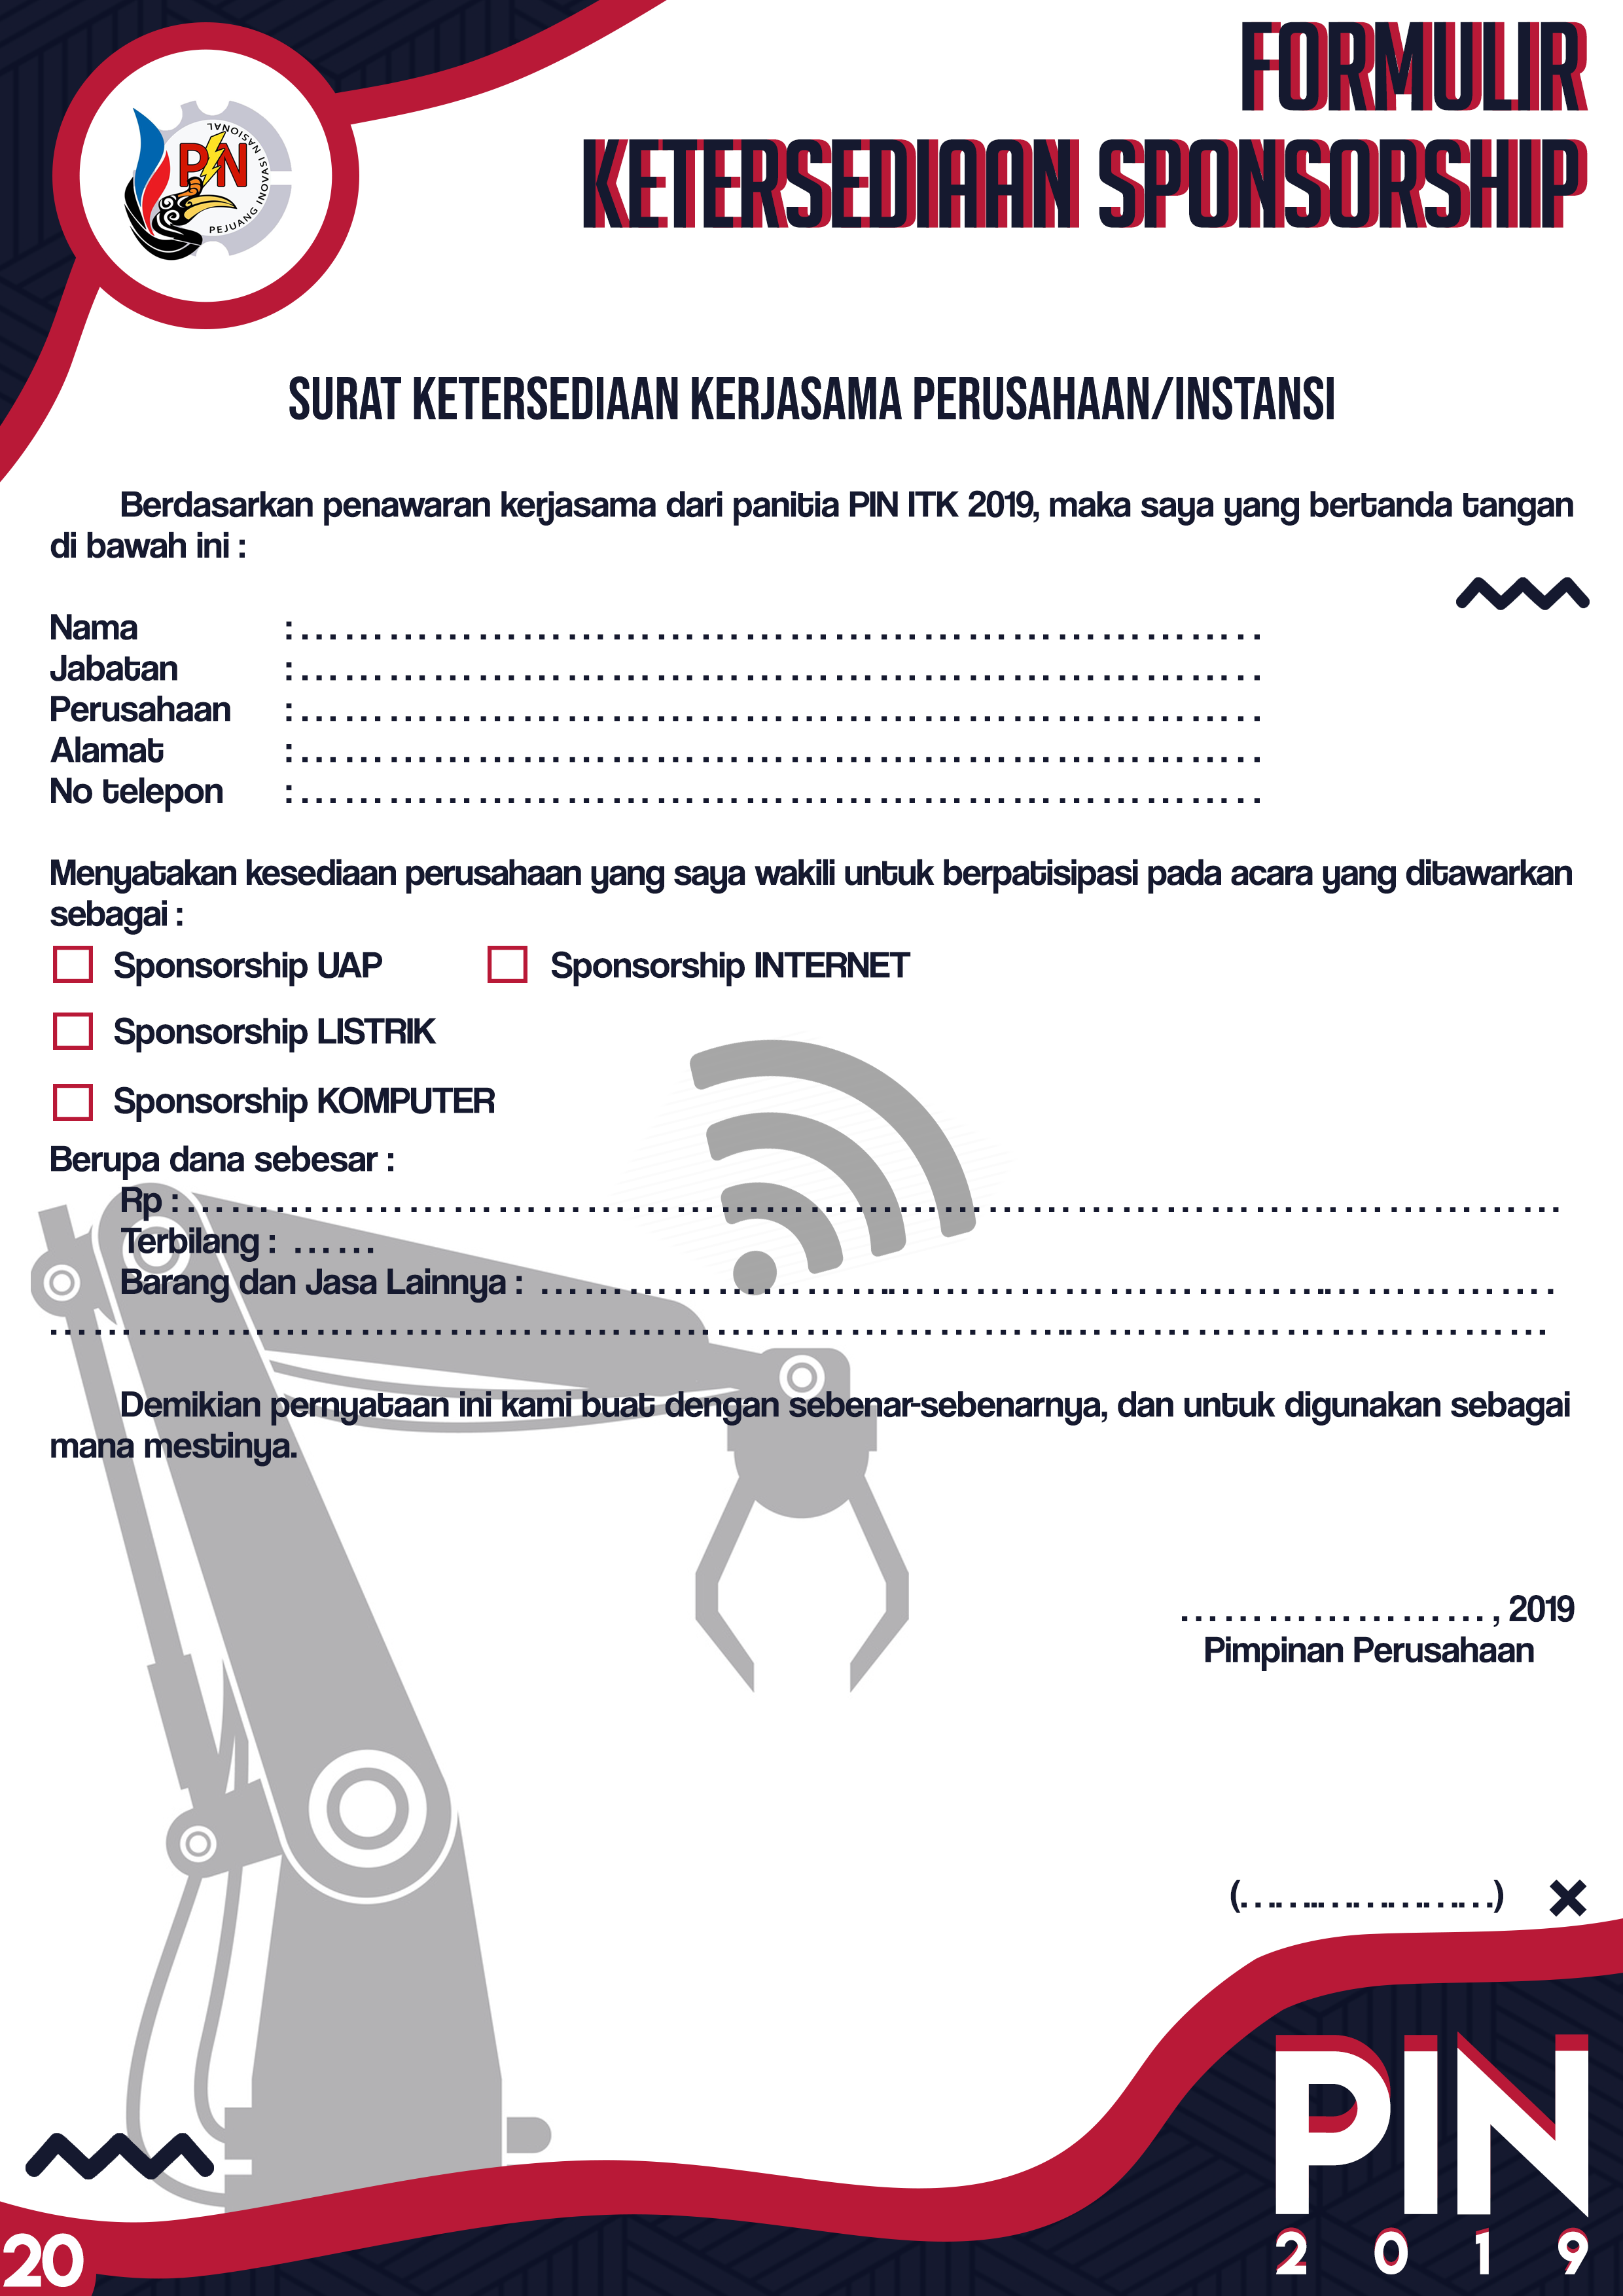 FORMULIR
KETERSEDIAAN SPONSORSHIP
PIN
PEJUANG INOVASI NASIONAL
SURAT KETERSEDIAAN KERJASAMA PERUSAHAAN/INSTANSI
Berdasarkan penawaran kerjasama dari panitia PIN ITK 2019, maka saya yang bertanda tangan
di bawah ini :
Nama : ........................................................
Jabatan : ........................................................
Perusahaan : ........................................................
Alamat : ........................................................
No telepon : ........................................................
Menyatakan kesediaan perusahaan yang saya wakili untuk berpatisipasi pada acara yang ditawarkan
sebagai :
Sponsorship UAP Sponsorship INTERNET
Sponsorship LISTRIK
Sponsorship KOMPUTER
Berupa dana sebesar :
Rp : ........................................................
Terbilang : ......
Barang dan Jasa Lainnya : ........................................................
........................................................
Demikian pernyataan ini kami buat dengan sebenar-sebenarnya, dan untuk digunakan sebagai
mana mestinya.
....................., 2019
Pimpinan Perusahaan
(.....................)
PIN
2019
20